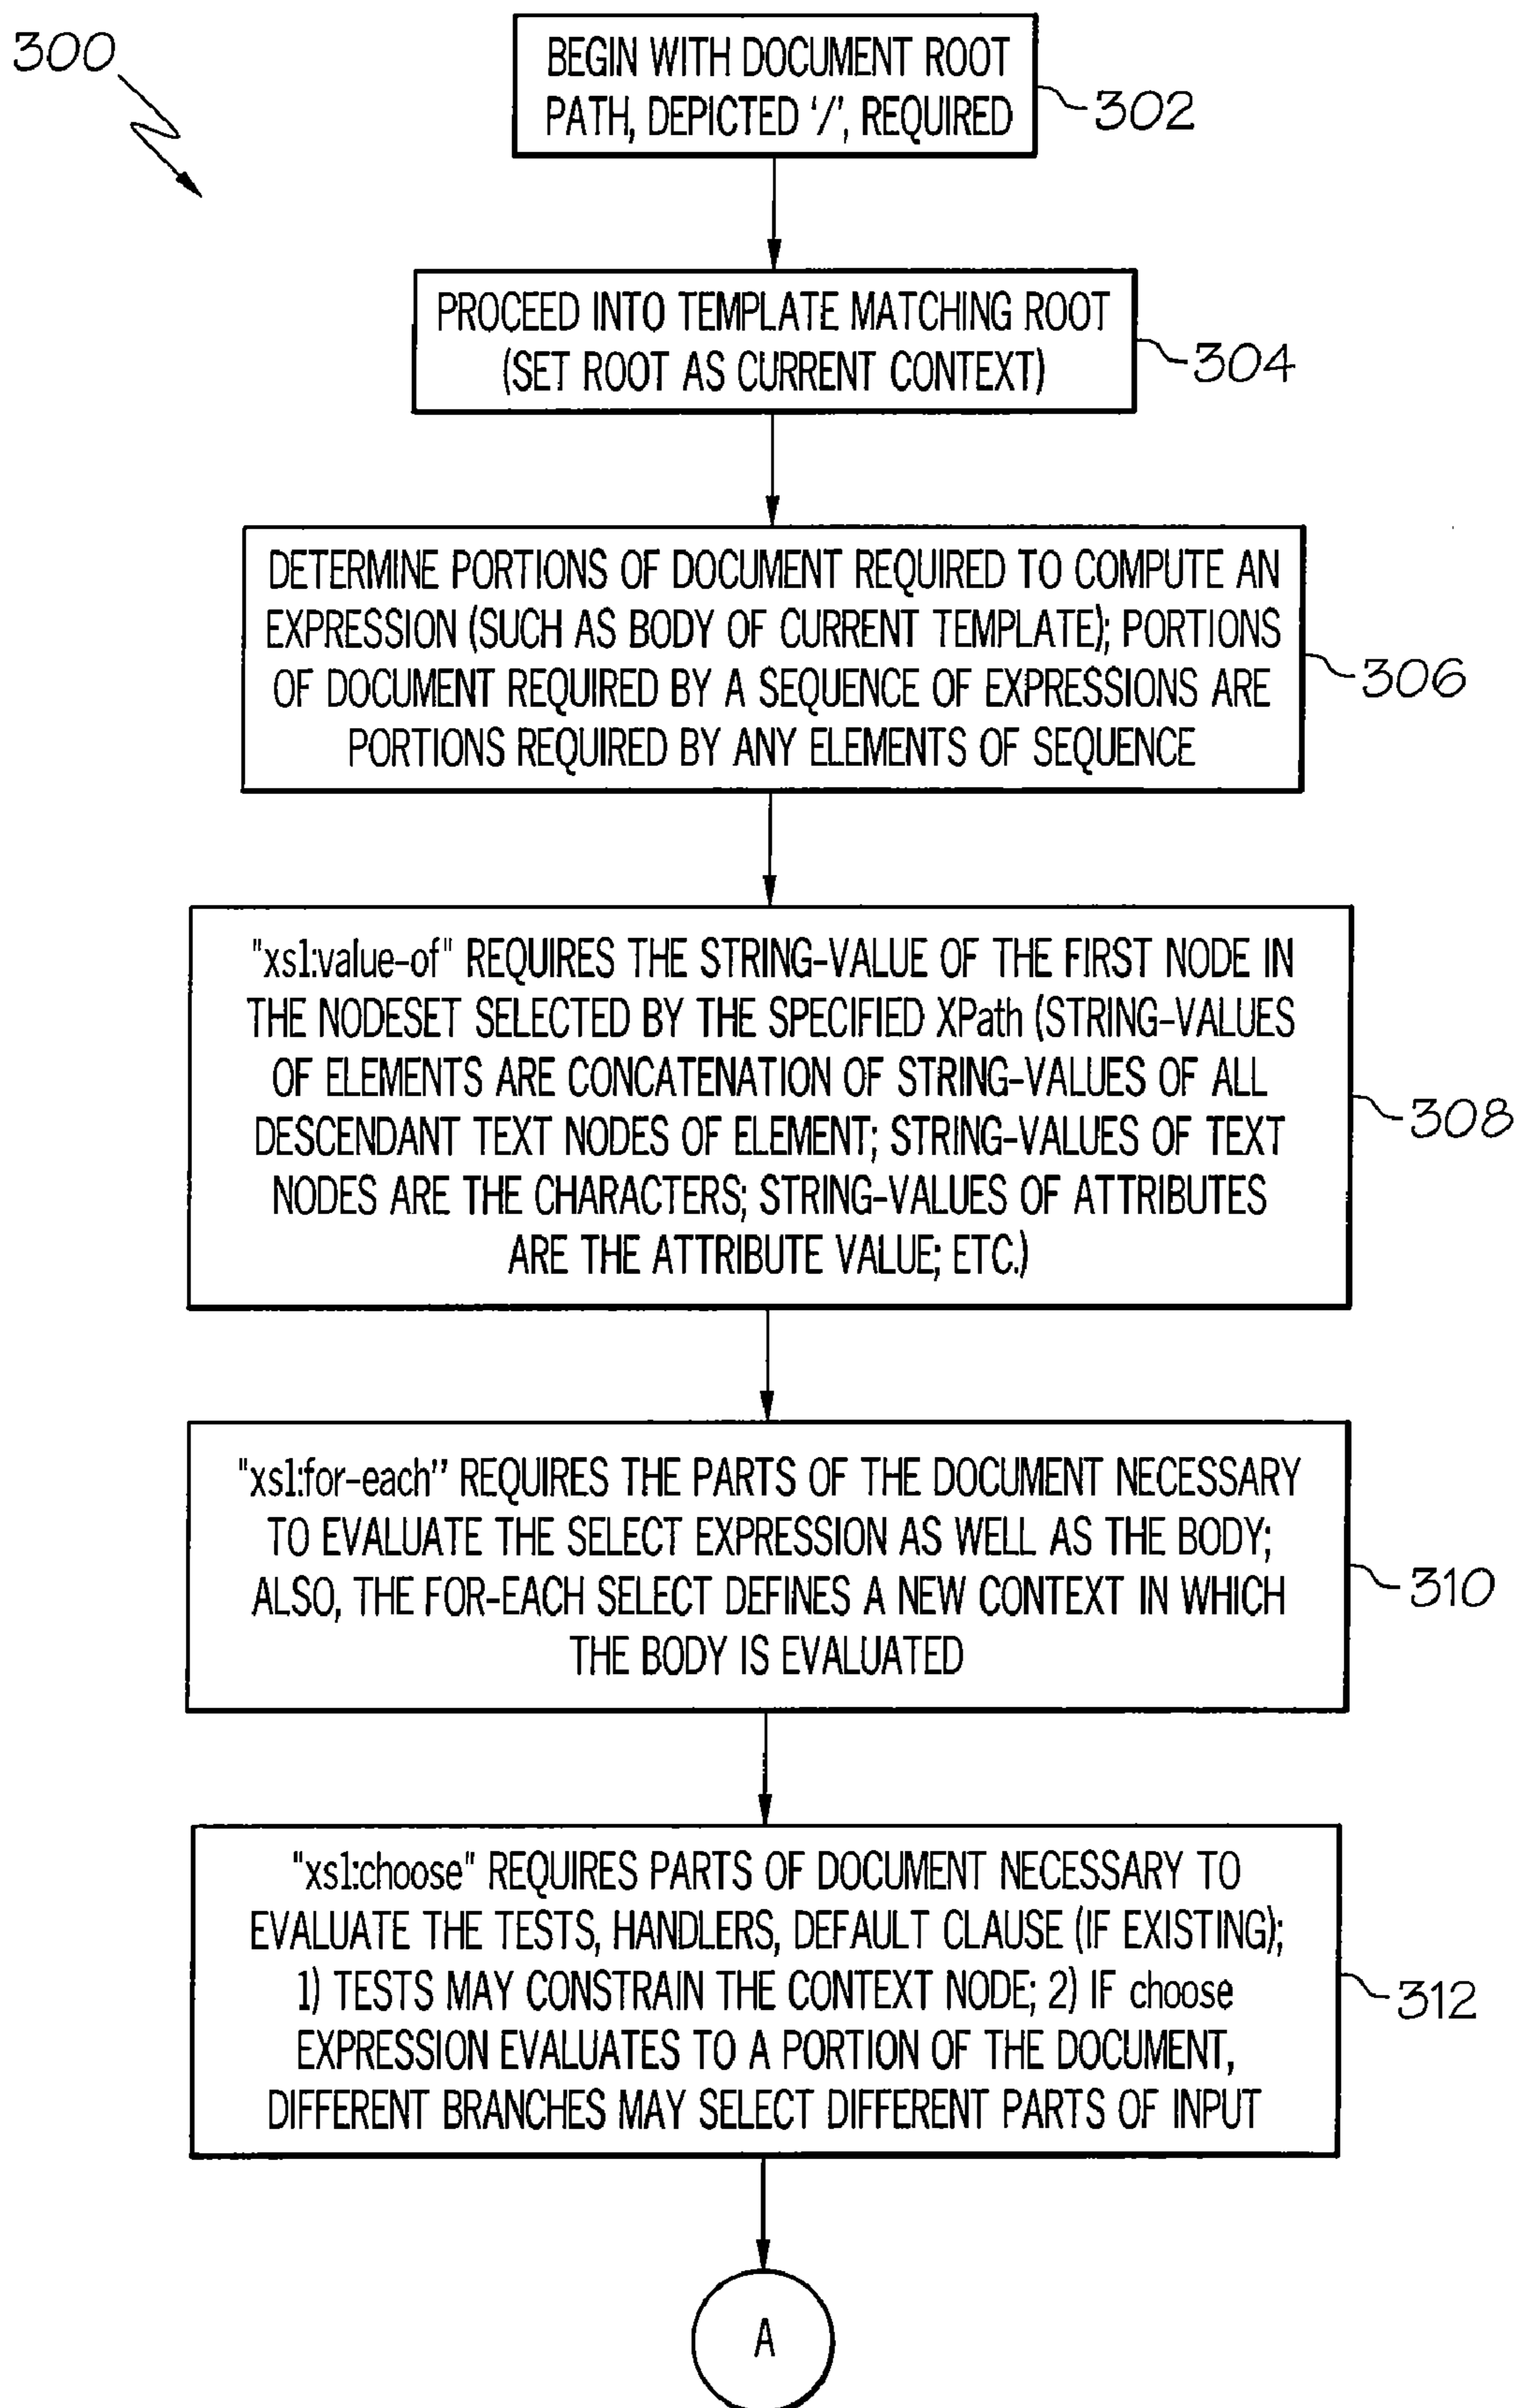 300
BEGIN WITH DOCUMENT ROOT
PATH, DEPICTED '/', REQUIRED
302
PROCEED INTO TEMPLATE MATCHING ROOT
(SET ROOT AS CURRENT CONTEXT)
304
DETERMINE PORTIONS OF DOCUMENT REQUIRED TO COMPUTE AN
EXPRESSION (SUCH AS BODY OF CURRENT TEMPLATE); PORTIONS
OF DOCUMENT REQUIRED BY A SEQUENCE OF EXPRESSIONS ARE
PORTIONS REQUIRED BY ANY ELEMENTS OF SEQUENCE
306
"xsl:value-of" REQUIRES THE STRING-VALUE OF THE FIRST NODE IN
THE NODESET SELECTED BY THE SPECIFIED XPath (STRING-VALUES
OF ELEMENTS ARE CONCATENATION OF STRING-VALUES OF ALL
DESCENDANT TEXT NODES OF ELEMENT; STRING-VALUES OF TEXT
NODES ARE THE CHARACTERS; STRING-VALUES OF ATTRIBUTES
ARE THE ATTRIBUTE VALUE; ETC.)
308
"xsl:for-each" REQUIRES THE PARTS OF THE DOCUMENT NECESSARY
TO EVALUATE THE SELECT EXPRESSION AS WELL AS THE BODY;
ALSO, THE FOR-EACH SELECT DEFINES A NEW CONTEXT IN WHICH
THE BODY IS EVALUATED
310
"xsl:choose" REQUIRES PARTS OF DOCUMENT NECESSARY TO
EVALUATE THE TESTS, HANDLERS, DEFAULT CLAUSE (IF EXISTING);
1) TESTS MAY CONSTRAIN THE CONTEXT NODE; 2) IF choose
EXPRESSION EVALUATES TO A PORTION OF THE DOCUMENT,
DIFFERENT BRANCHES MAY SELECT DIFFERENT PARTS OF INPUT
312
A